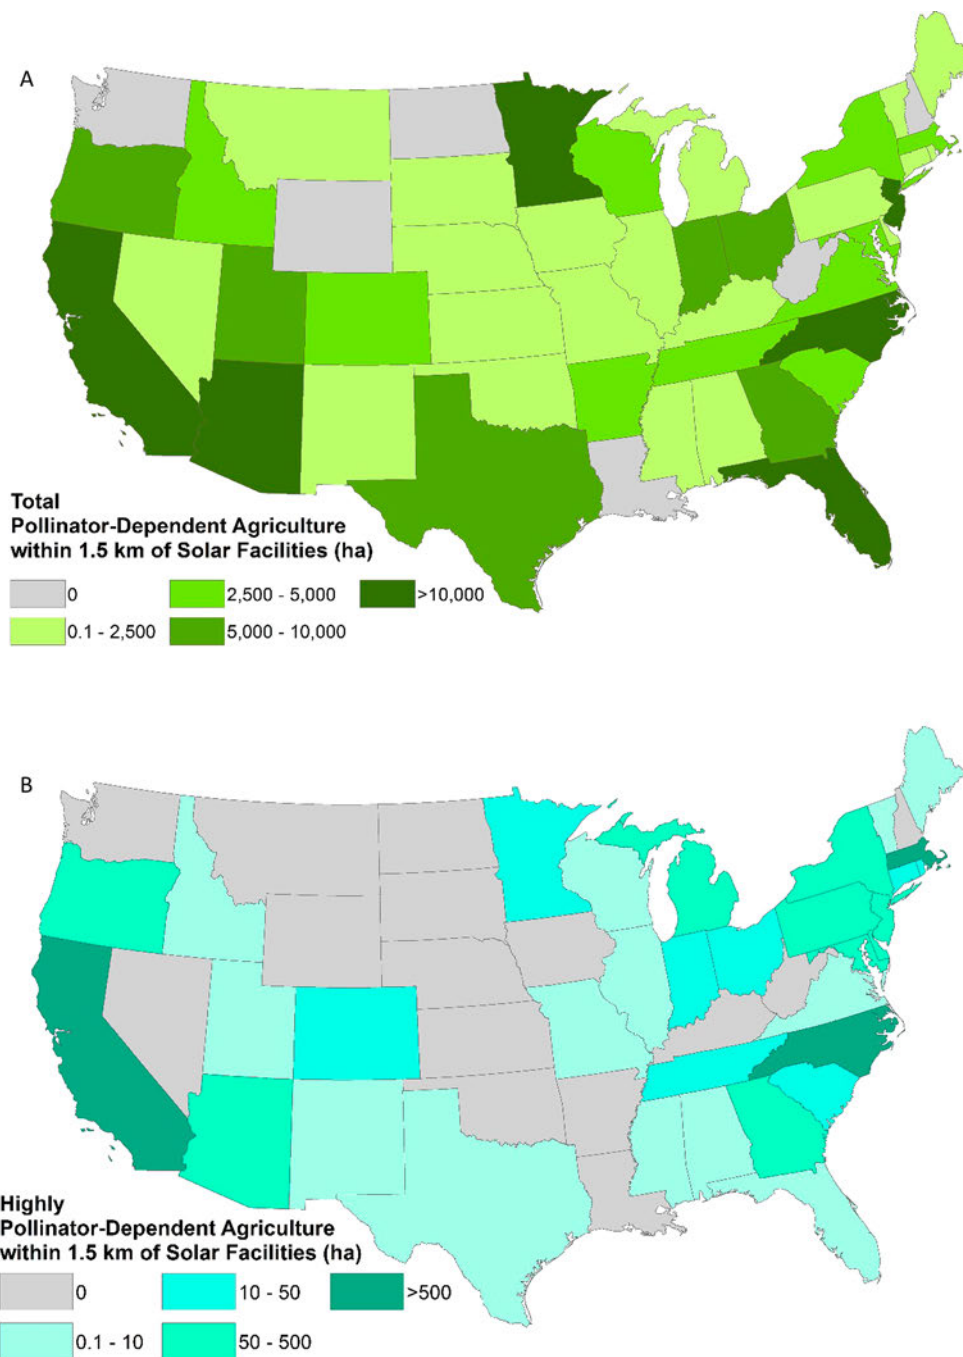 A
Total
Pollinator-Dependent Agriculture
within 1.5 km of Solar Facilities (ha)
0 2,500 - 5,000 >10,000
0.1 - 2,500 5,000 - 10,000
B
Highly
Pollinator-Dependent Agriculture
within 1.5 km of Solar Facilities (ha)
0 10 - 50 >500
0.1 - 10 50 - 500